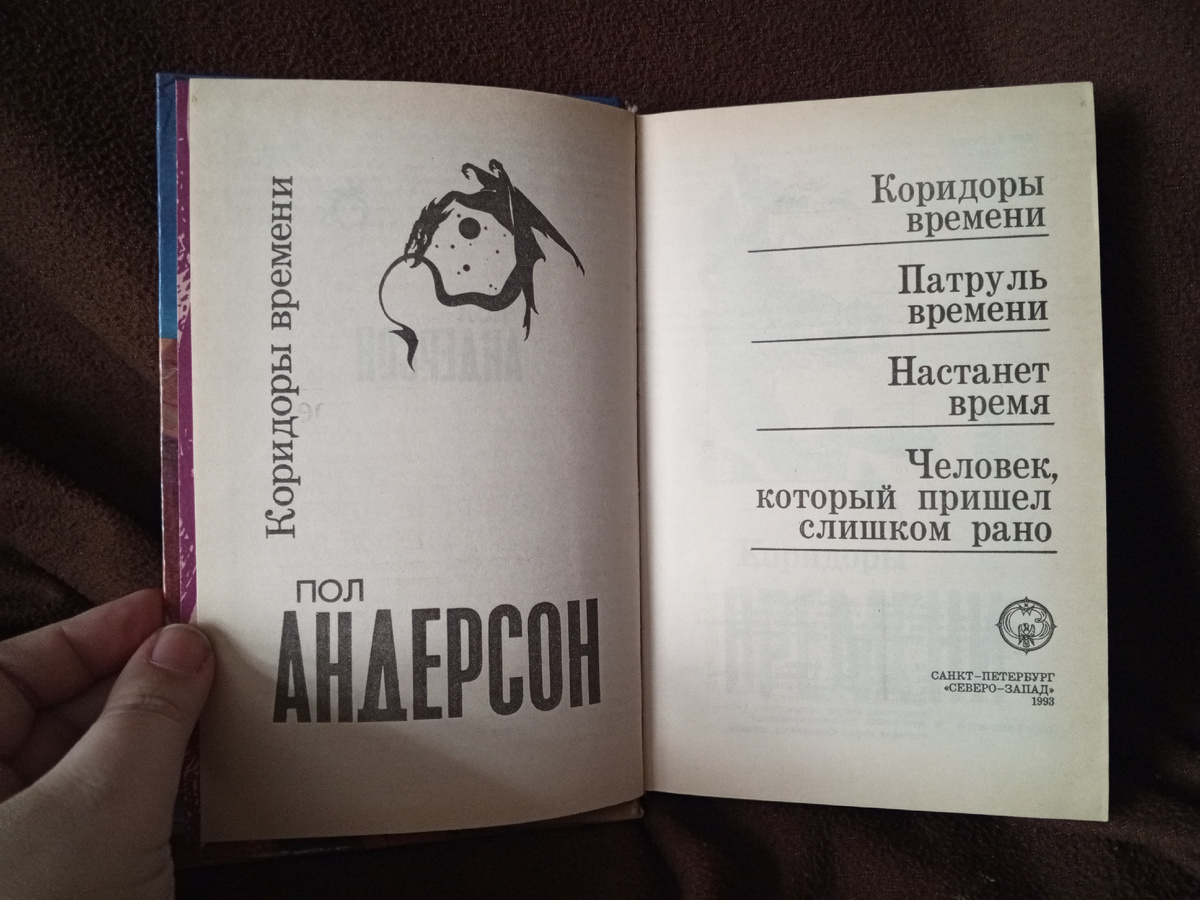 Коридоры времени
ПОЛ
АНДЕРСОН
Коридоры
времени
Патруль
времени
Настанет
время
Человек,
который пришел
слишком рано
САНКТ-ПЕТЕРБУРГ
«СЕВЕРО-ЗАПАД»
1993